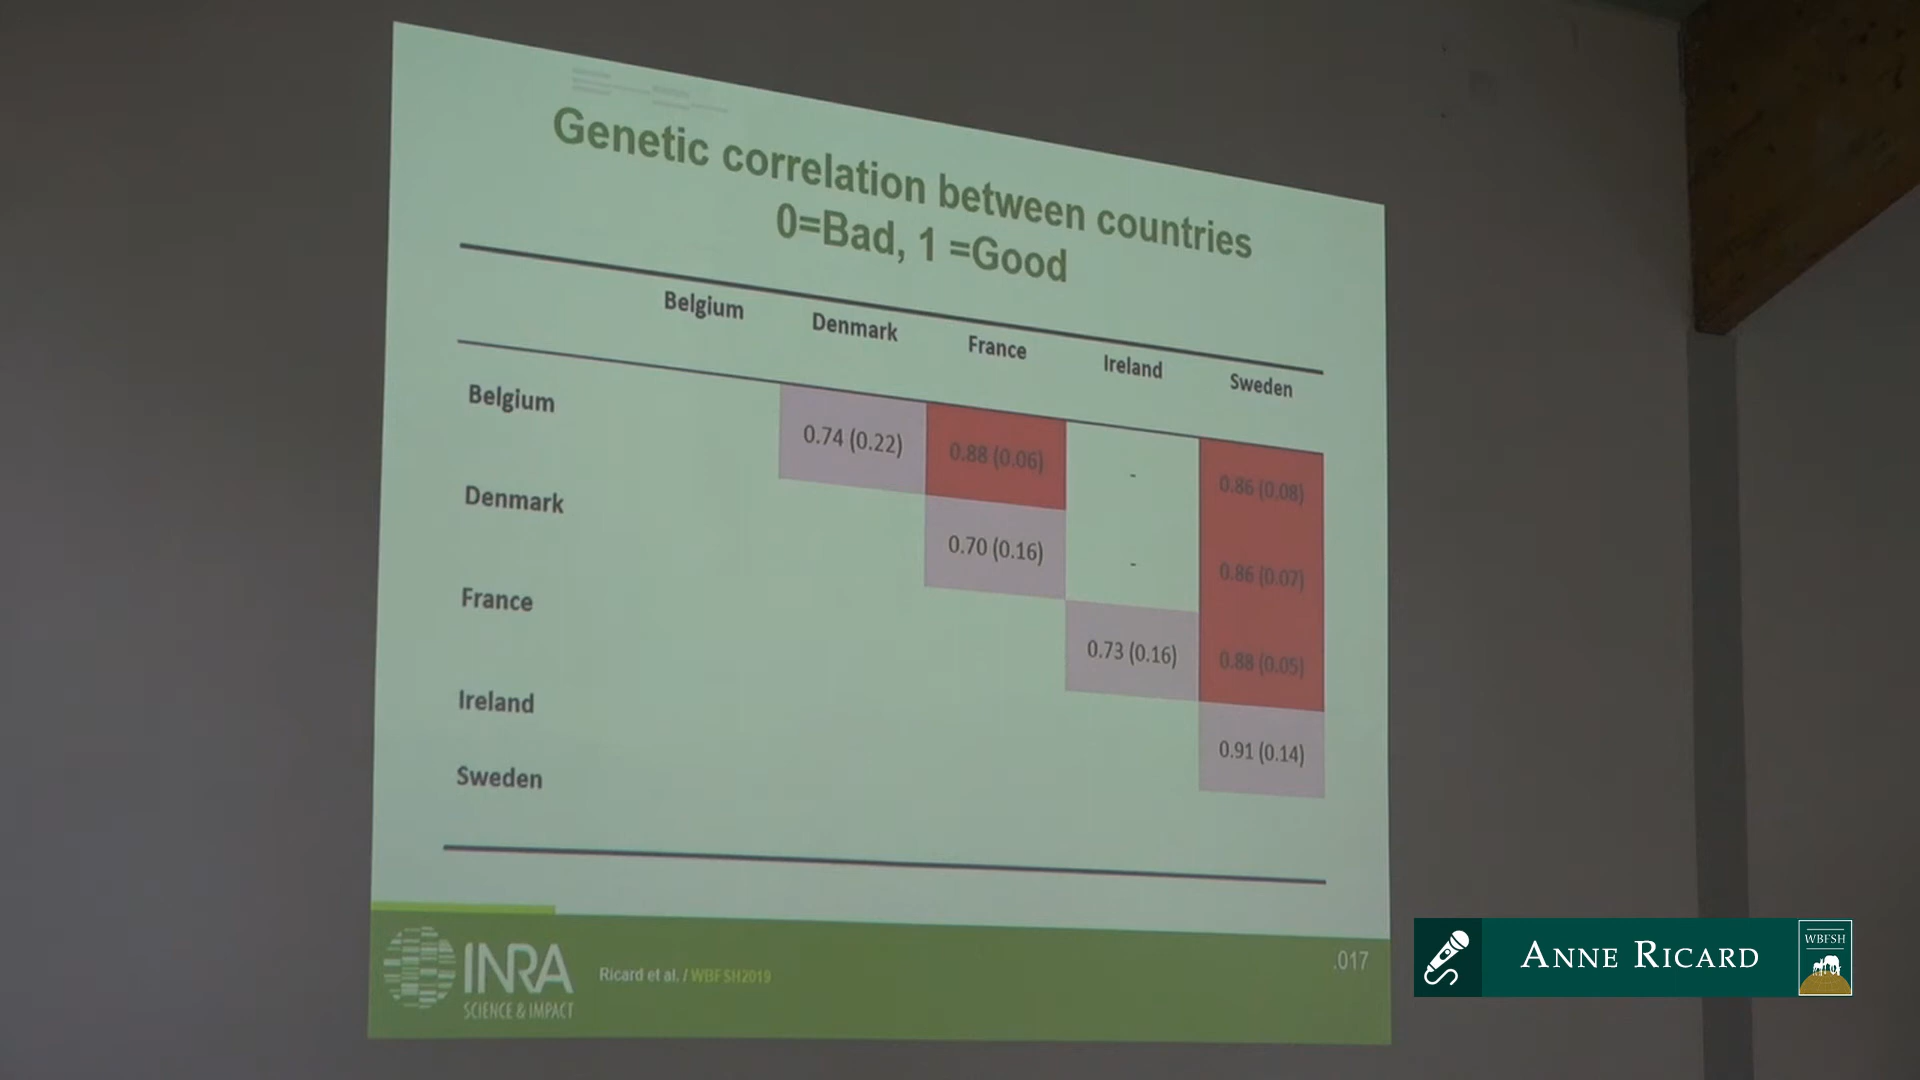 Genetic correlation between countries
0=Bad, 1 =Good
Belgium Denmark France Ireland Sweden
Belgium 0.74 (0.22) 0.88 (0.06) - 0.86 (0.08)
Denmark 0.70 (0.16) - 0.86 (0.07)
France 0.73 (0.16) 0.88 (0.05)
Ireland 0.91 (0.14)
Sweden
INRA
SCIENCE & IMPACT
Ricard et al. / WBFSH2019
.017
ANNE RICARD
WBFSH